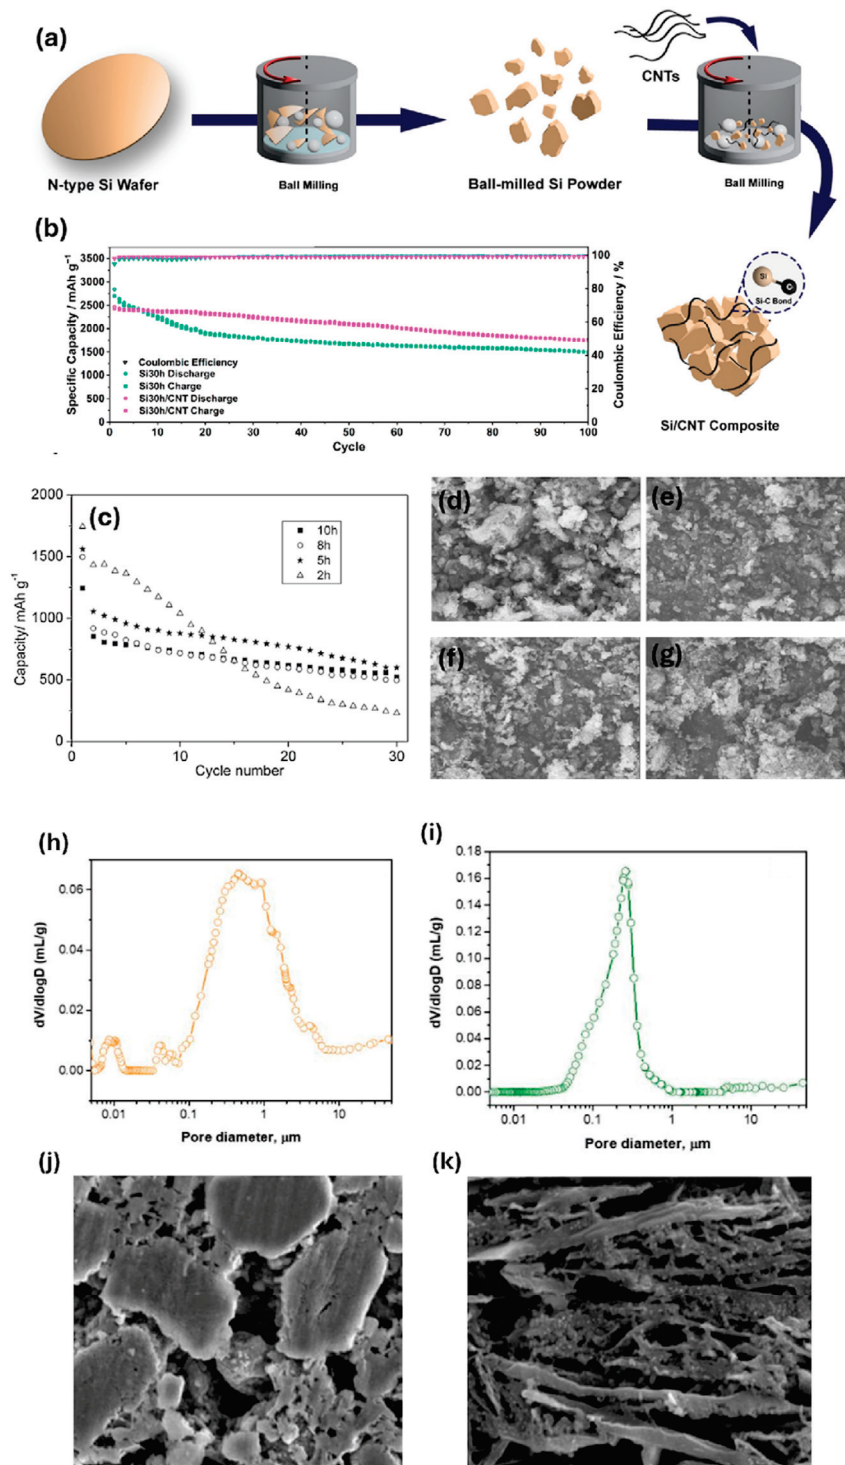 (a)
CNTs
N-type Si Wafer
Ball Milling
Ball-milled Si Powder
Ball Milling
(b)
Specific Capacity / mAh g⁻¹
3500
3000
2500
2000
1500
1000
500
0
Coulombic Efficiency
Si30h Discharge
Si30h Charge
Si30h/CNT Discharge
Si30h/CNT Charge
0 10 20 30 40 50 60 70 80 90 100
Cycle
100
80
60
40
20
0
Coulombic Efficiency / %
Si
C
Si-C Bond
Si/CNT Composite
(c)
Capacity/ mAh g⁻¹
2000
1500
1000
500
0
10h
8h
5h
2h
0 10 20 30
Cycle number
(d)
(e)
(f)
(g)
(h)
dV/dlogD (mL/g)
0.06
0.04
0.02
0.00
0.01 0.1 1 10
Pore diameter, μm
(i)
dV/dlogD (mL/g)
0.18
0.16
0.14
0.12
0.10
0.08
0.06
0.04
0.02
0.00
0.01 0.1 1 10
Pore diameter, μm
(j)
(k)